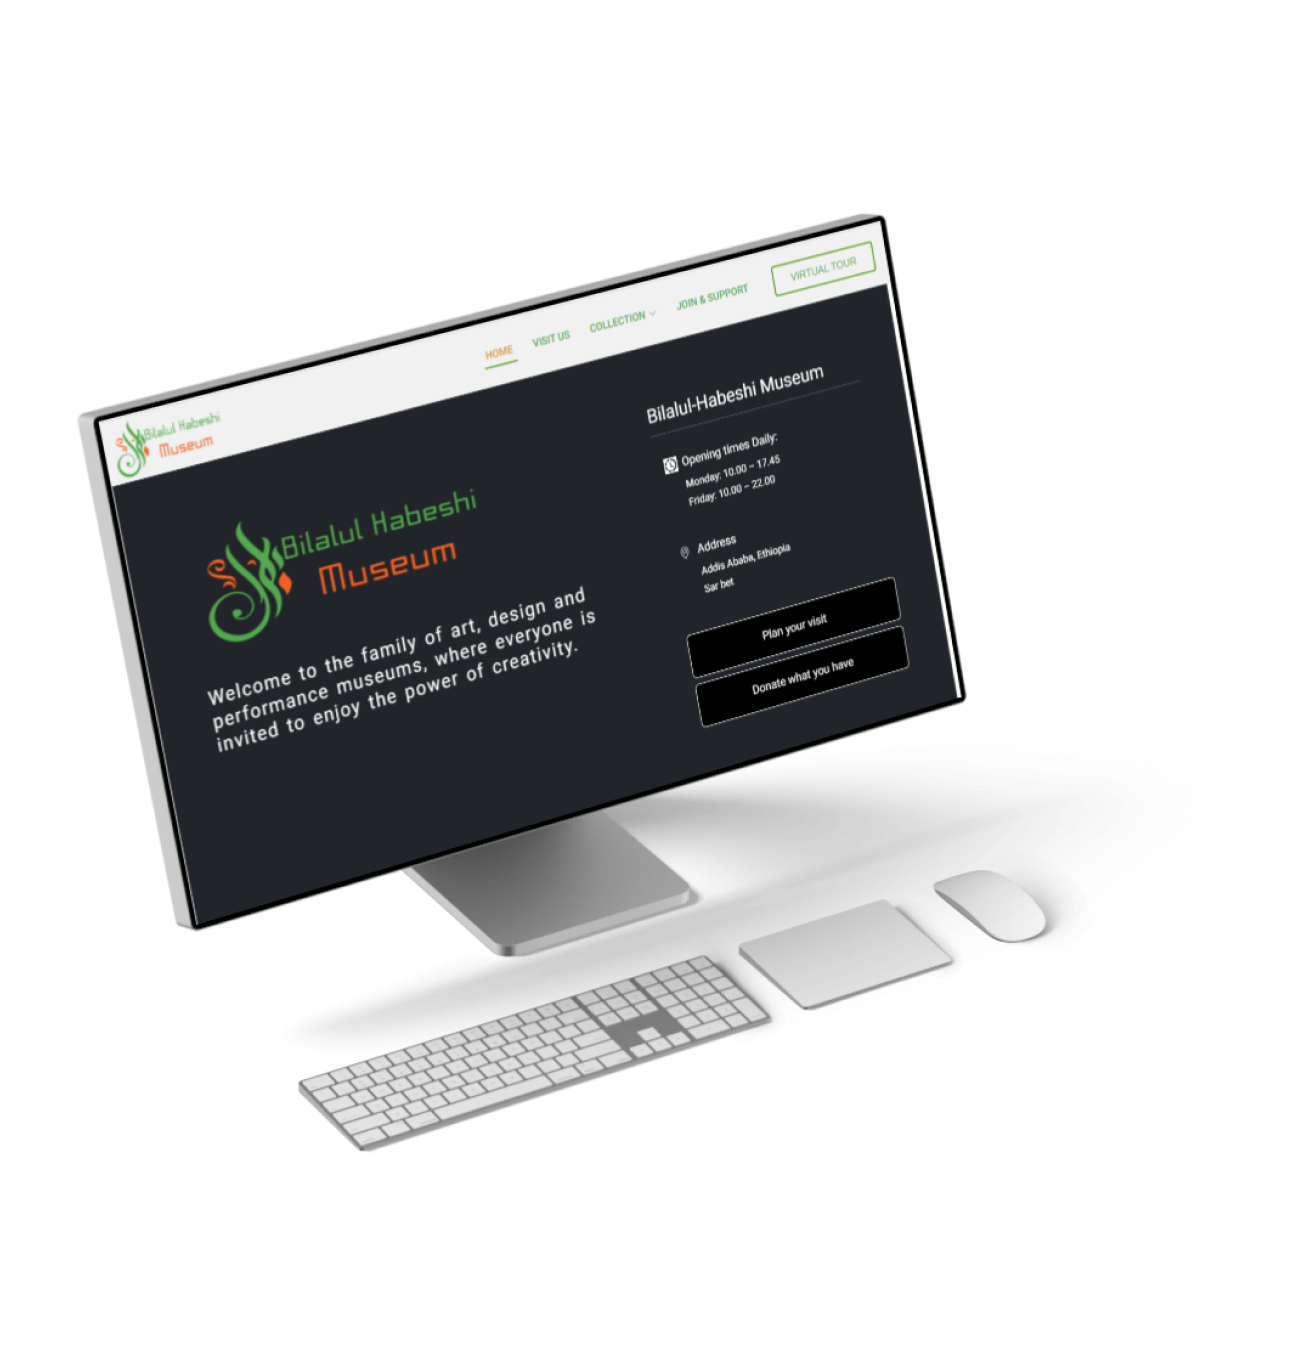 Bilalul Habeshi
Museum
HOME
VISIT US
COLLECTION
JOIN & SUPPORT
VIRTUAL TOUR
Bilalul Habeshi
Museum
Welcome to the family of art, design and
performance museums, where everyone is
invited to enjoy the power of creativity.
Bilalul-Habeshi Museum
Opening times Daily:
Monday: 10.00 – 17.45
Friday: 10.00 – 22.00
Address
Addis Ababa, Ethiopia
Sar bet
Plan your visit
Donate what you have